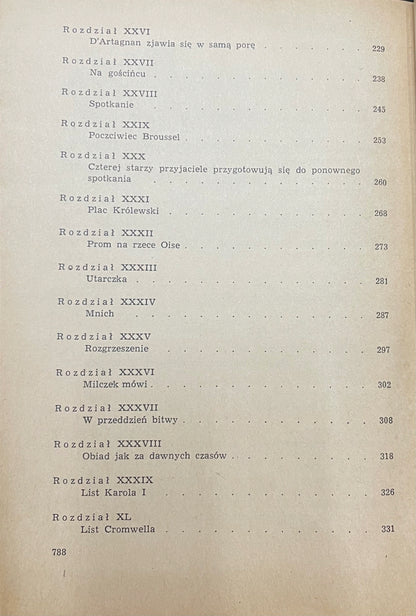 Rozdział XXVI
D'Artagnan zjawia się w samą porę . . . . . . . 229
Rozdział XXVII
Na gościńcu . . . . . . . . . . . . 238
Rozdział XXVIII
Spotkanie . . . . . . . . . . . . 245
Rozdział XXIX
Poczciwiec Broussel . . . . . . . . . . 253
Rozdział XXX
Czterej starzy przyjaciele przygotowują się do ponownego
spotkania . . . . . . . . . . . . 260
Rozdział XXXI
Plac Królewski . . . . . . . . . . . 268
Rozdział XXXII
Prom na rzece Oise . . . . . . . . . . 273
Rozdział XXXIII
Utarczka . . . . . . . . . . . . . 281
Rozdział XXXIV
Mnich . . . . . . . . . . . . . 287
Rozdział XXXV
Rozgrzeszenie . . . . . . . . . . . 297
Rozdział XXXVI
Milczek mówi . . . . . . . . . . . . 302
Rozdział XXXVII
W przeddzień bitwy . . . . . . . . . . 308
Rozdział XXXVIII
Obiad jak za dawnych czasów . . . . . . . . 318
Rozdział XXXIX
List Karola I . . . . . . . . . . . . 326
Rozdział XL
List Cromwella . . . . . . . . . . . 331
788